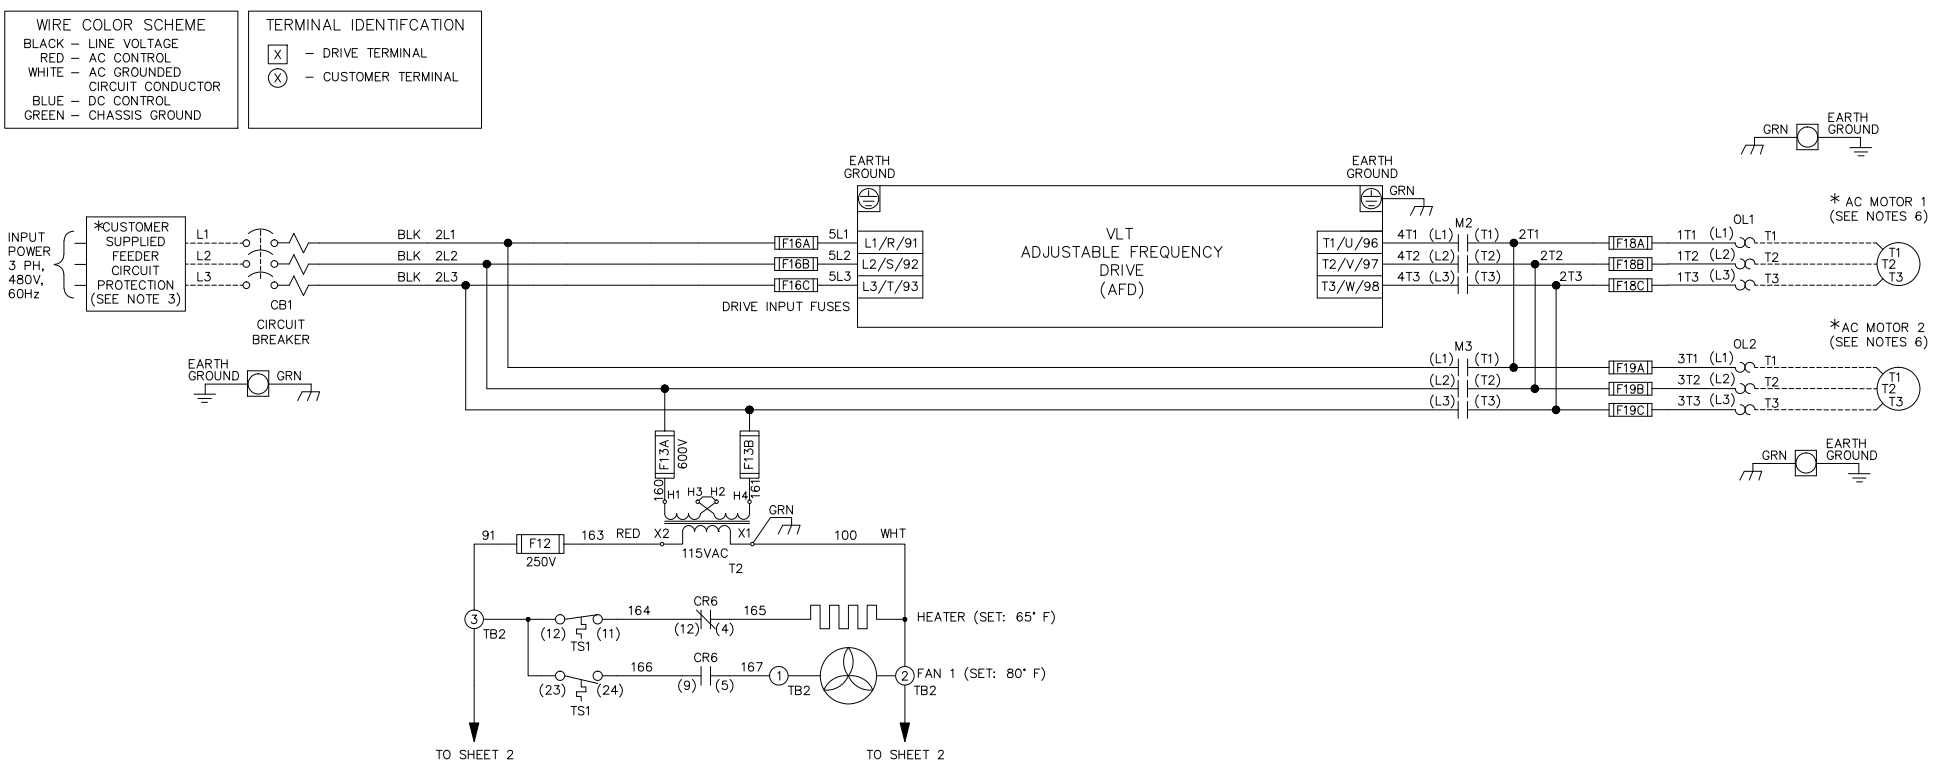 WIRE COLOR SCHEME
BLACK – LINE VOLTAGE
RED – AC CONTROL
WHITE – AC GROUNDED
CIRCUIT CONDUCTOR
BLUE – DC CONTROL
GREEN – CHASSIS GROUND
TERMINAL IDENTIFCATION
X – DRIVE TERMINAL
X – CUSTOMER TERMINAL
GRN
EARTH
GROUND
EARTH
GROUND
EARTH
GROUND
GRN
INPUT
POWER
3 PH,
480V,
60Hz
*CUSTOMER
SUPPLIED
FEEDER
CIRCUIT
PROTECTION
(SEE NOTE 3)
L1
L2
L3
CB1
CIRCUIT
BREAKER
BLK 2L1
BLK 2L2
BLK 2L3
F16A 5L1 L1/R/91
F16B 5L2 L2/S/92
F16C 5L3 L3/T/93
DRIVE INPUT FUSES
VLT
ADJUSTABLE FREQUENCY
DRIVE
(AFD)
M2
T1/U/96 4T1 (L1) (T1) 2T1 F18A 1T1 (L1) T1
T2/V/97 4T2 (L2) (T2) 2T2 F18B 1T2 (L2) T2
T3/W/98 4T3 (L3) (T3) 2T3 F18C 1T3 (L3) T3
OL1
* AC MOTOR 1
(SEE NOTES 6)
T1
T2
T3
M3
(L1) (T1) F19A 3T1 (L1) T1
(L2) (T2) F19B 3T2 (L2) T2
(L3) (T3) F19C 3T3 (L3) T3
OL2
*AC MOTOR 2
(SEE NOTES 6)
T1
T2
T3
EARTH
GROUND
GRN
GRN
EARTH
GROUND
F13A
600V
F13B
160
161
H1 H3 H2 H4
GRN
91 F12 163 RED X2 X1 100 WHT
250V
115VAC
T2
3
TB2
(12) (11)
TS1
164
CR6
(12) (4)
165
HEATER (SET: 65° F)
(23) (24)
TS1
166
CR6
(9) (5)
167
1
TB2
2
TB2
FAN 1 (SET: 80° F)
TO SHEET 2
TO SHEET 2